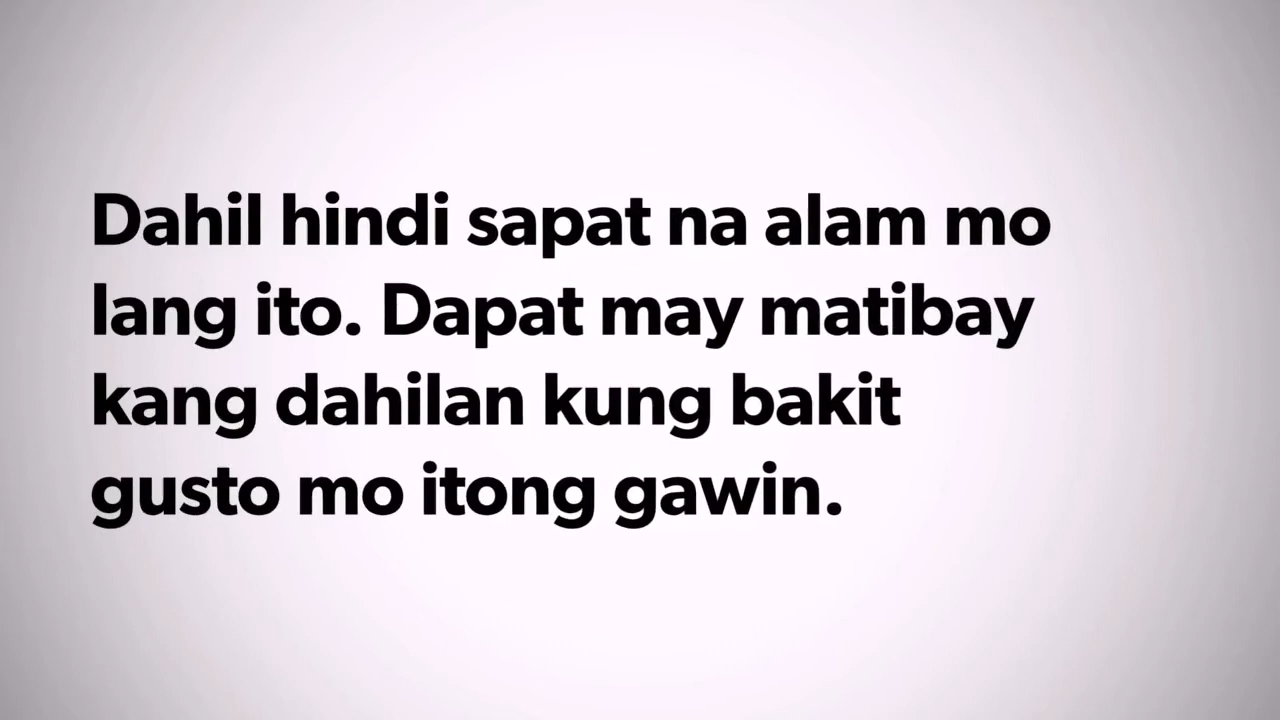 Dahil hindi sapat na alam mo
lang ito. Dapat may matibay
kang dahilan kung bakit
gusto mo itong gawin.